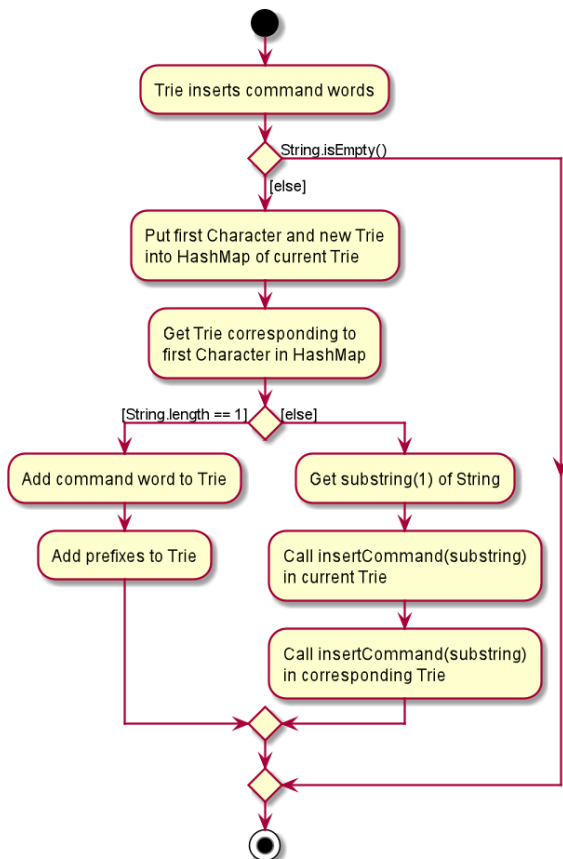 Trie inserts command words
String.isEmpty()
[else]
Put first Character and new Trie
into HashMap of current Trie
Get Trie corresponding to
first Character in HashMap
[String.length == 1]
[else]
Add command word to Trie
Get substring(1) of String
Add prefixes to Trie
Call insertCommand(substring)
in current Trie
Call insertCommand(substring)
in corresponding Trie